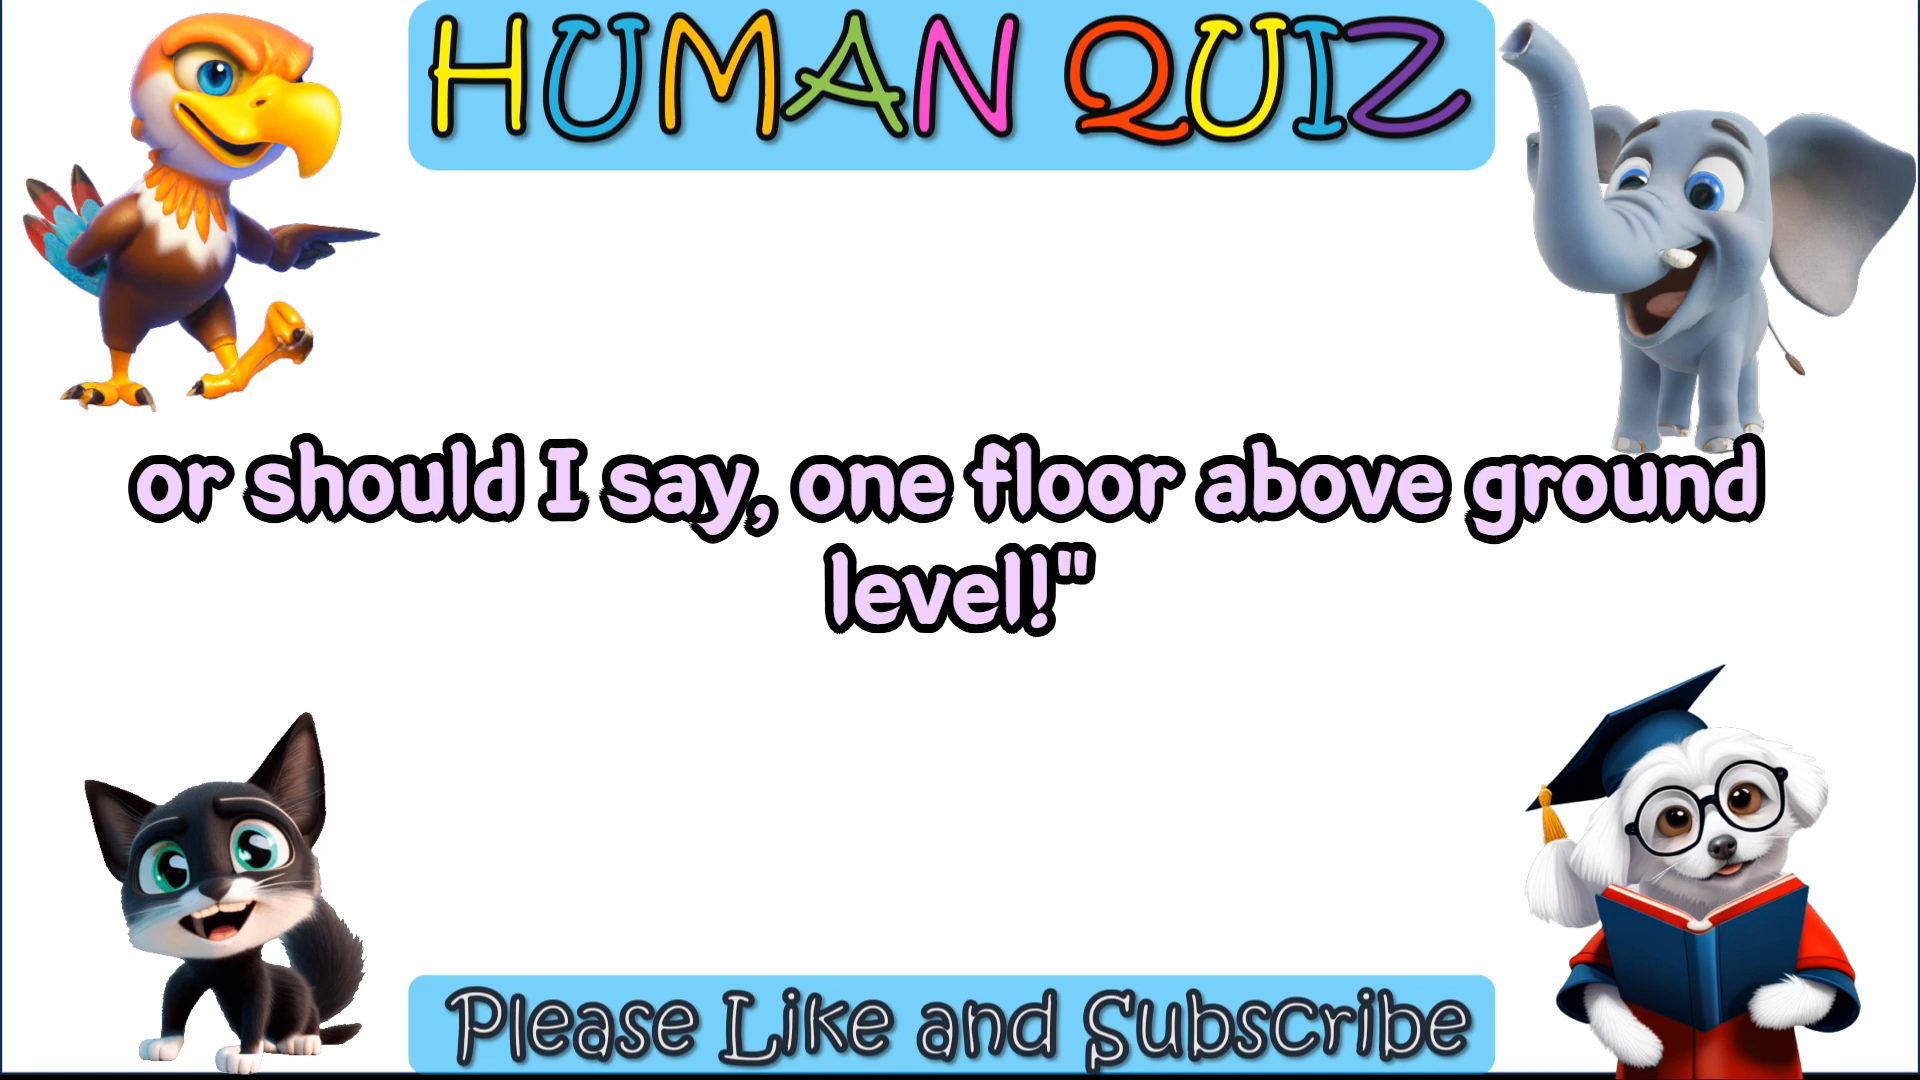 HUMAN QUIZ
or should I say, one floor above ground
level!"
Please Like and Subscribe